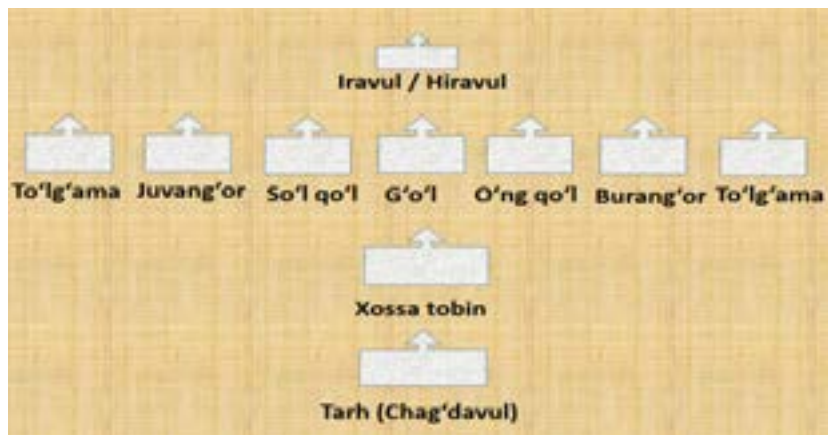 Iravul / Hiravul
To‘lg‘ama Juvang‘or So‘l qo‘l G‘o‘l O‘ng qo‘l Burang‘or To‘lg‘ama
Xossa tobin
Tarh (Chag‘davul)